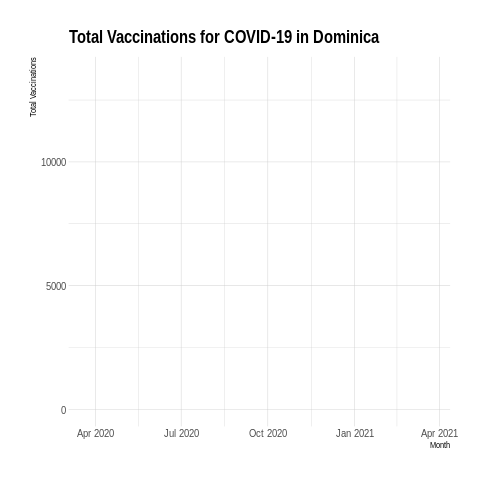 Total Vaccinations for COVID-19 in Dominica
Total Vaccinations
10000
5000
0
Apr 2020 Jul 2020 Oct 2020 Jan 2021 Apr 2021
Month